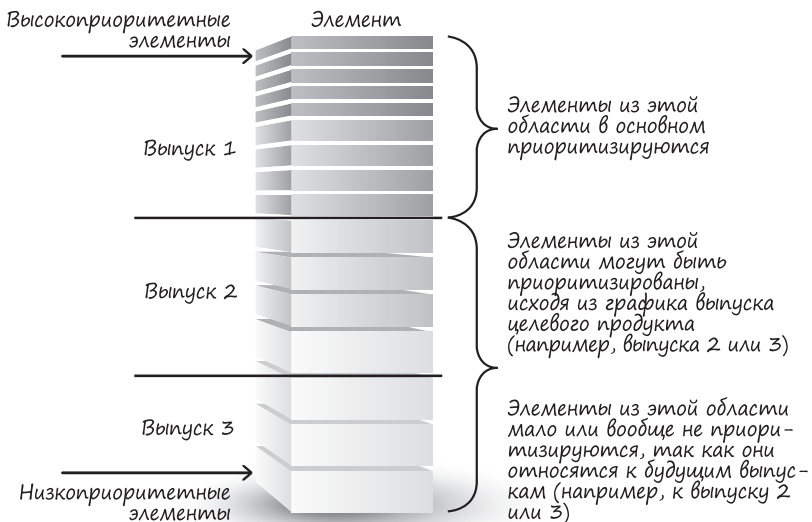 Высокоприоритетные
элементы
Элемент
Выпуск 1
Элементы из этой
области в основном
приоритизируются
Выпуск 2
Элементы из этой
области могут быть
приоритизированы,
исходя из графика выпуска
целевого продукта
(например, выпуска 2 или 3)
Выпуск 3
Элементы из этой области
мало или вообще не приори-
тизируются, так как они
относятся к будущим выпус-
кам (например, к выпуску 2
или 3)
Низкоприоритетные
элементы